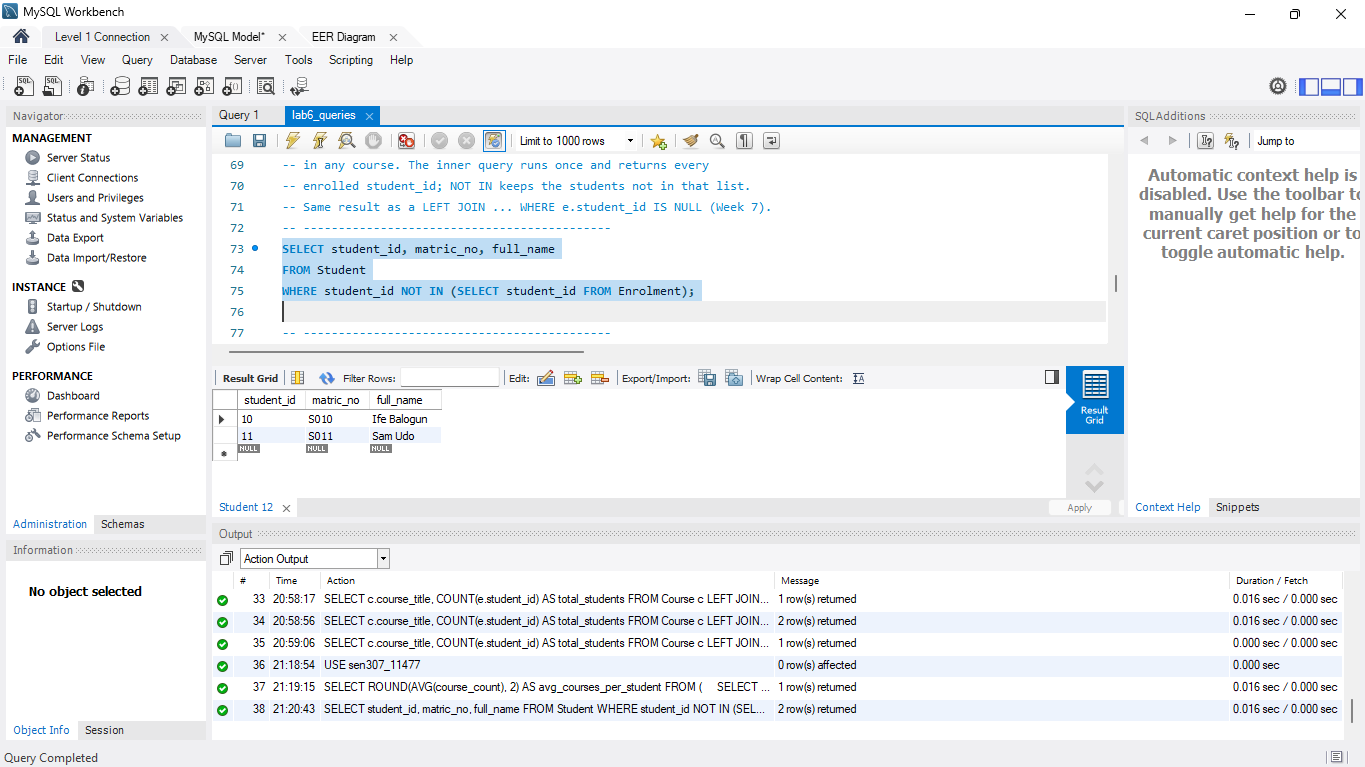 MySQL Workbench
Level 1 Connection
MySQL Model*
EER Diagram
File Edit View Query Database Server Tools Scripting Help
Navigator
MANAGEMENT
Server Status
Client Connections
Users and Privileges
Status and System Variables
Data Export
Data Import/Restore
INSTANCE
Startup / Shutdown
Server Logs
Options File
PERFORMANCE
Dashboard
Performance Reports
Performance Schema Setup
Administration Schemas
Information
No object selected
Object Info Session
Query 1 lab6_queries
Limit to 1000 rows
69 -- in any course. The inner query runs once and returns every
70 -- enrolled student_id; NOT IN keeps the students not in that list.
71 -- Same result as a LEFT JOIN ... WHERE e.student_id IS NULL (Week 7).
72 -- --------------------------------------------
73 SELECT student_id, matric_no, full_name
74 FROM Student
75 WHERE student_id NOT IN (SELECT student_id FROM Enrolment);
76
77 -- --------------------------------------------
Result Grid Filter Rows: Edit: Export/Import: Wrap Cell Content:
student_id matric_no full_name
10 S010 Ife Balogun
11 S011 Sam Udo
NULL NULL NULL
Result
Grid
Student 12
Apply
SQLAdditions
Jump to
Automatic context help is
disabled. Use the toolbar to
manually get help for the
current caret position or to
toggle automatic help.
Context Help Snippets
Output
Action Output
# Time Action Message Duration / Fetch
33 20:58:17 SELECT c.course_title, COUNT(e.student_id) AS total_students FROM Course c LEFT JOIN... 1 row(s) returned 0.016 sec / 0.000 sec
34 20:58:56 SELECT c.course_title, COUNT(e.student_id) AS total_students FROM Course c LEFT JOIN... 2 row(s) returned 0.016 sec / 0.000 sec
35 20:59:06 SELECT c.course_title, COUNT(e.student_id) AS total_students FROM Course c LEFT JOIN... 1 row(s) returned 0.000 sec / 0.000 sec
36 21:18:54 USE sen307_11477 0 row(s) affected 0.000 sec
37 21:19:15 SELECT ROUND(AVG(course_count), 2) AS avg_courses_per_student FROM ( SELECT ... 1 row(s) returned 0.016 sec / 0.000 sec
38 21:20:43 SELECT student_id, matric_no, full_name FROM Student WHERE student_id NOT IN (SEL... 2 row(s) returned 0.016 sec / 0.000 sec
Query Completed